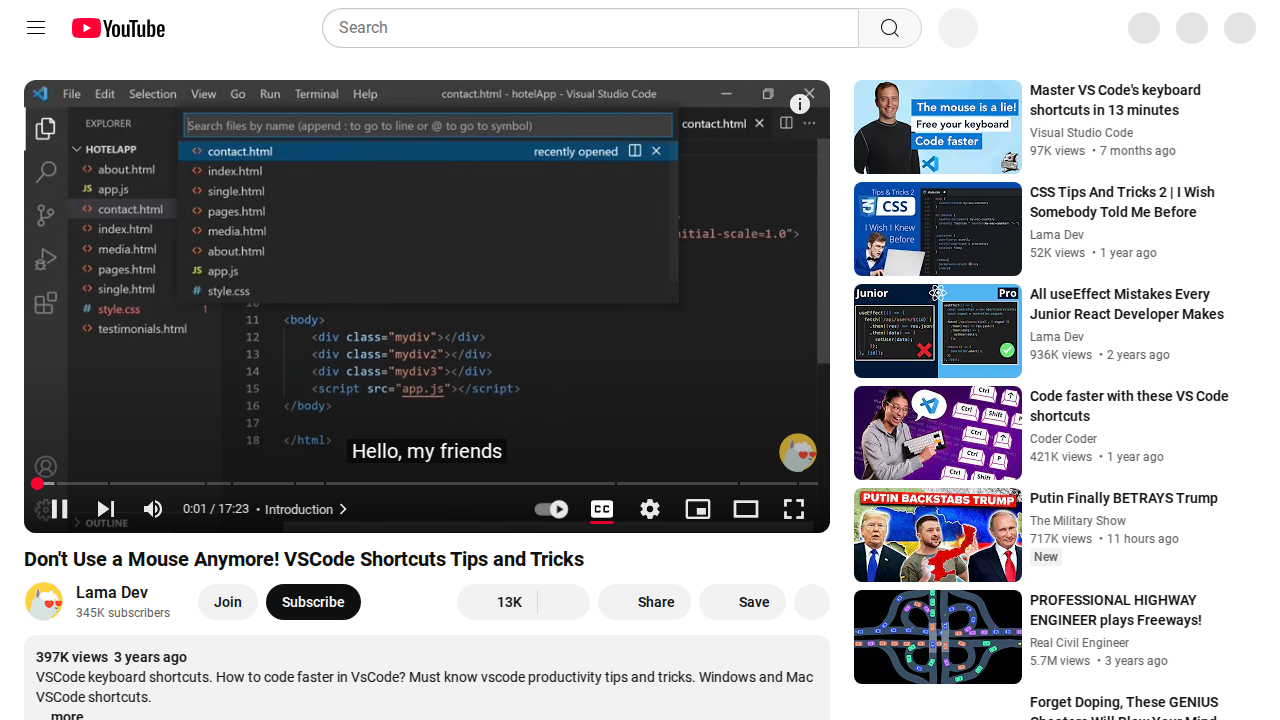 YouTube
Search
File Edit Selection View Go Run Terminal Help
contact.html - hotelApp - Visual Studio Code
EXPLORER
HOTELAPP
about.html
JS app.js
contact.html
index.html
media.html
pages.html
single.html
# style.css 1
testimonials.html
OUTLINE
Search files by name (append : to go to line or @ to go to symbol)
contact.html recently opened
index.html
single.html
pages.html
media.html
about.html
JS app.js
# style.css
contact.html
nitial-scale=1.0">
10
11 <body>
12 <div class="mydiv"></div>
13 <div class="mydiv2"></div>
14 <div class="mydiv3"></div>
15 <script src="app.js"></script>
16 </body>
17
18 </html>
Hello, my friends
0:01 / 17:23 • Introduction
CC
Don't Use a Mouse Anymore! VSCode Shortcuts Tips and Tricks
Lama Dev
345K subscribers
Join
Subscribe
13K
Share
Save
397K views 3 years ago
VSCode keyboard shortcuts. How to code faster in VsCode? Must know vscode productivity tips and tricks. Windows and Mac
VSCode shortcuts.
...more
The mouse is a lie!
Free your keyboard
Code faster
Master VS Code's keyboard
shortcuts in 13 minutes
Visual Studio Code
97K views • 7 months ago
Tips & Tricks 2
CSS
I Wish
I Knew
Before
CSS Tips And Tricks 2 | I Wish
Somebody Told Me Before
Lama Dev
52K views • 1 year ago
Junior
Pro
All useEffect Mistakes Every
Junior React Developer Makes
Lama Dev
936K views • 2 years ago
Ctrl
Ctrl
Shift
Ctrl
Ctrl
P
Ctrl
Shift
Code faster with these VS Code
shortcuts
Coder Coder
421K views • 1 year ago
PUTIN BACKSTABS TRUMP
Putin Finally BETRAYS Trump
The Military Show
717K views • 11 hours ago
New
PROFESSIONAL HIGHWAY
ENGINEER plays Freeways!
Real Civil Engineer
5.7M views • 3 years ago
Forget Doping, These GENIUS
Cheaters Will Blow Your Mind